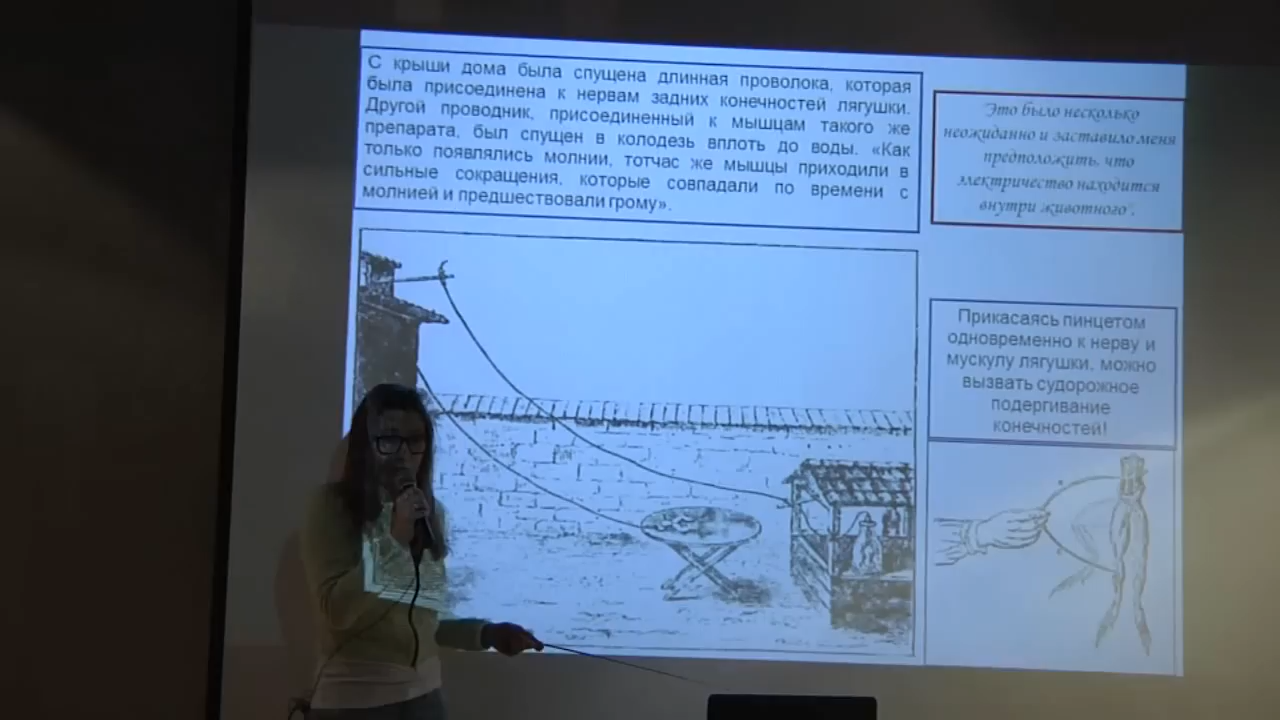 С крыши дома была спущена длинная проволока, которая
была присоединена к нервам задних конечностей лягушки.
Другой проводник, присоединенный к мышцам такого же
препарата, был спущен в колодезь вплоть до воды. «Как
только появлялись молнии, тотчас же мышцы приходили в
сильные сокращения, которые совпадали по времени с
молнией и предшествовали грому».
"Это было несколько
неожиданно и заставило меня
предположить, что
электричество находится
внутри животного".
Прикасаясь пинцетом
одновременно к нерву и
мускулу лягушки, можно
вызвать судорожное
подергивание
конечностей!